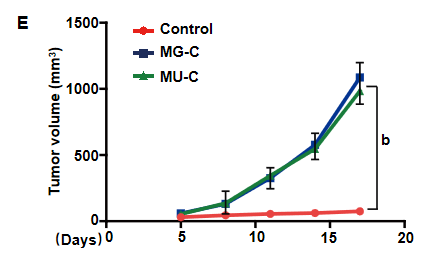 E
Control
MG-C
MU-C
Tumor volume (mm³)
1500
1000
500
0
b
(Days) 0 5 10 15 20